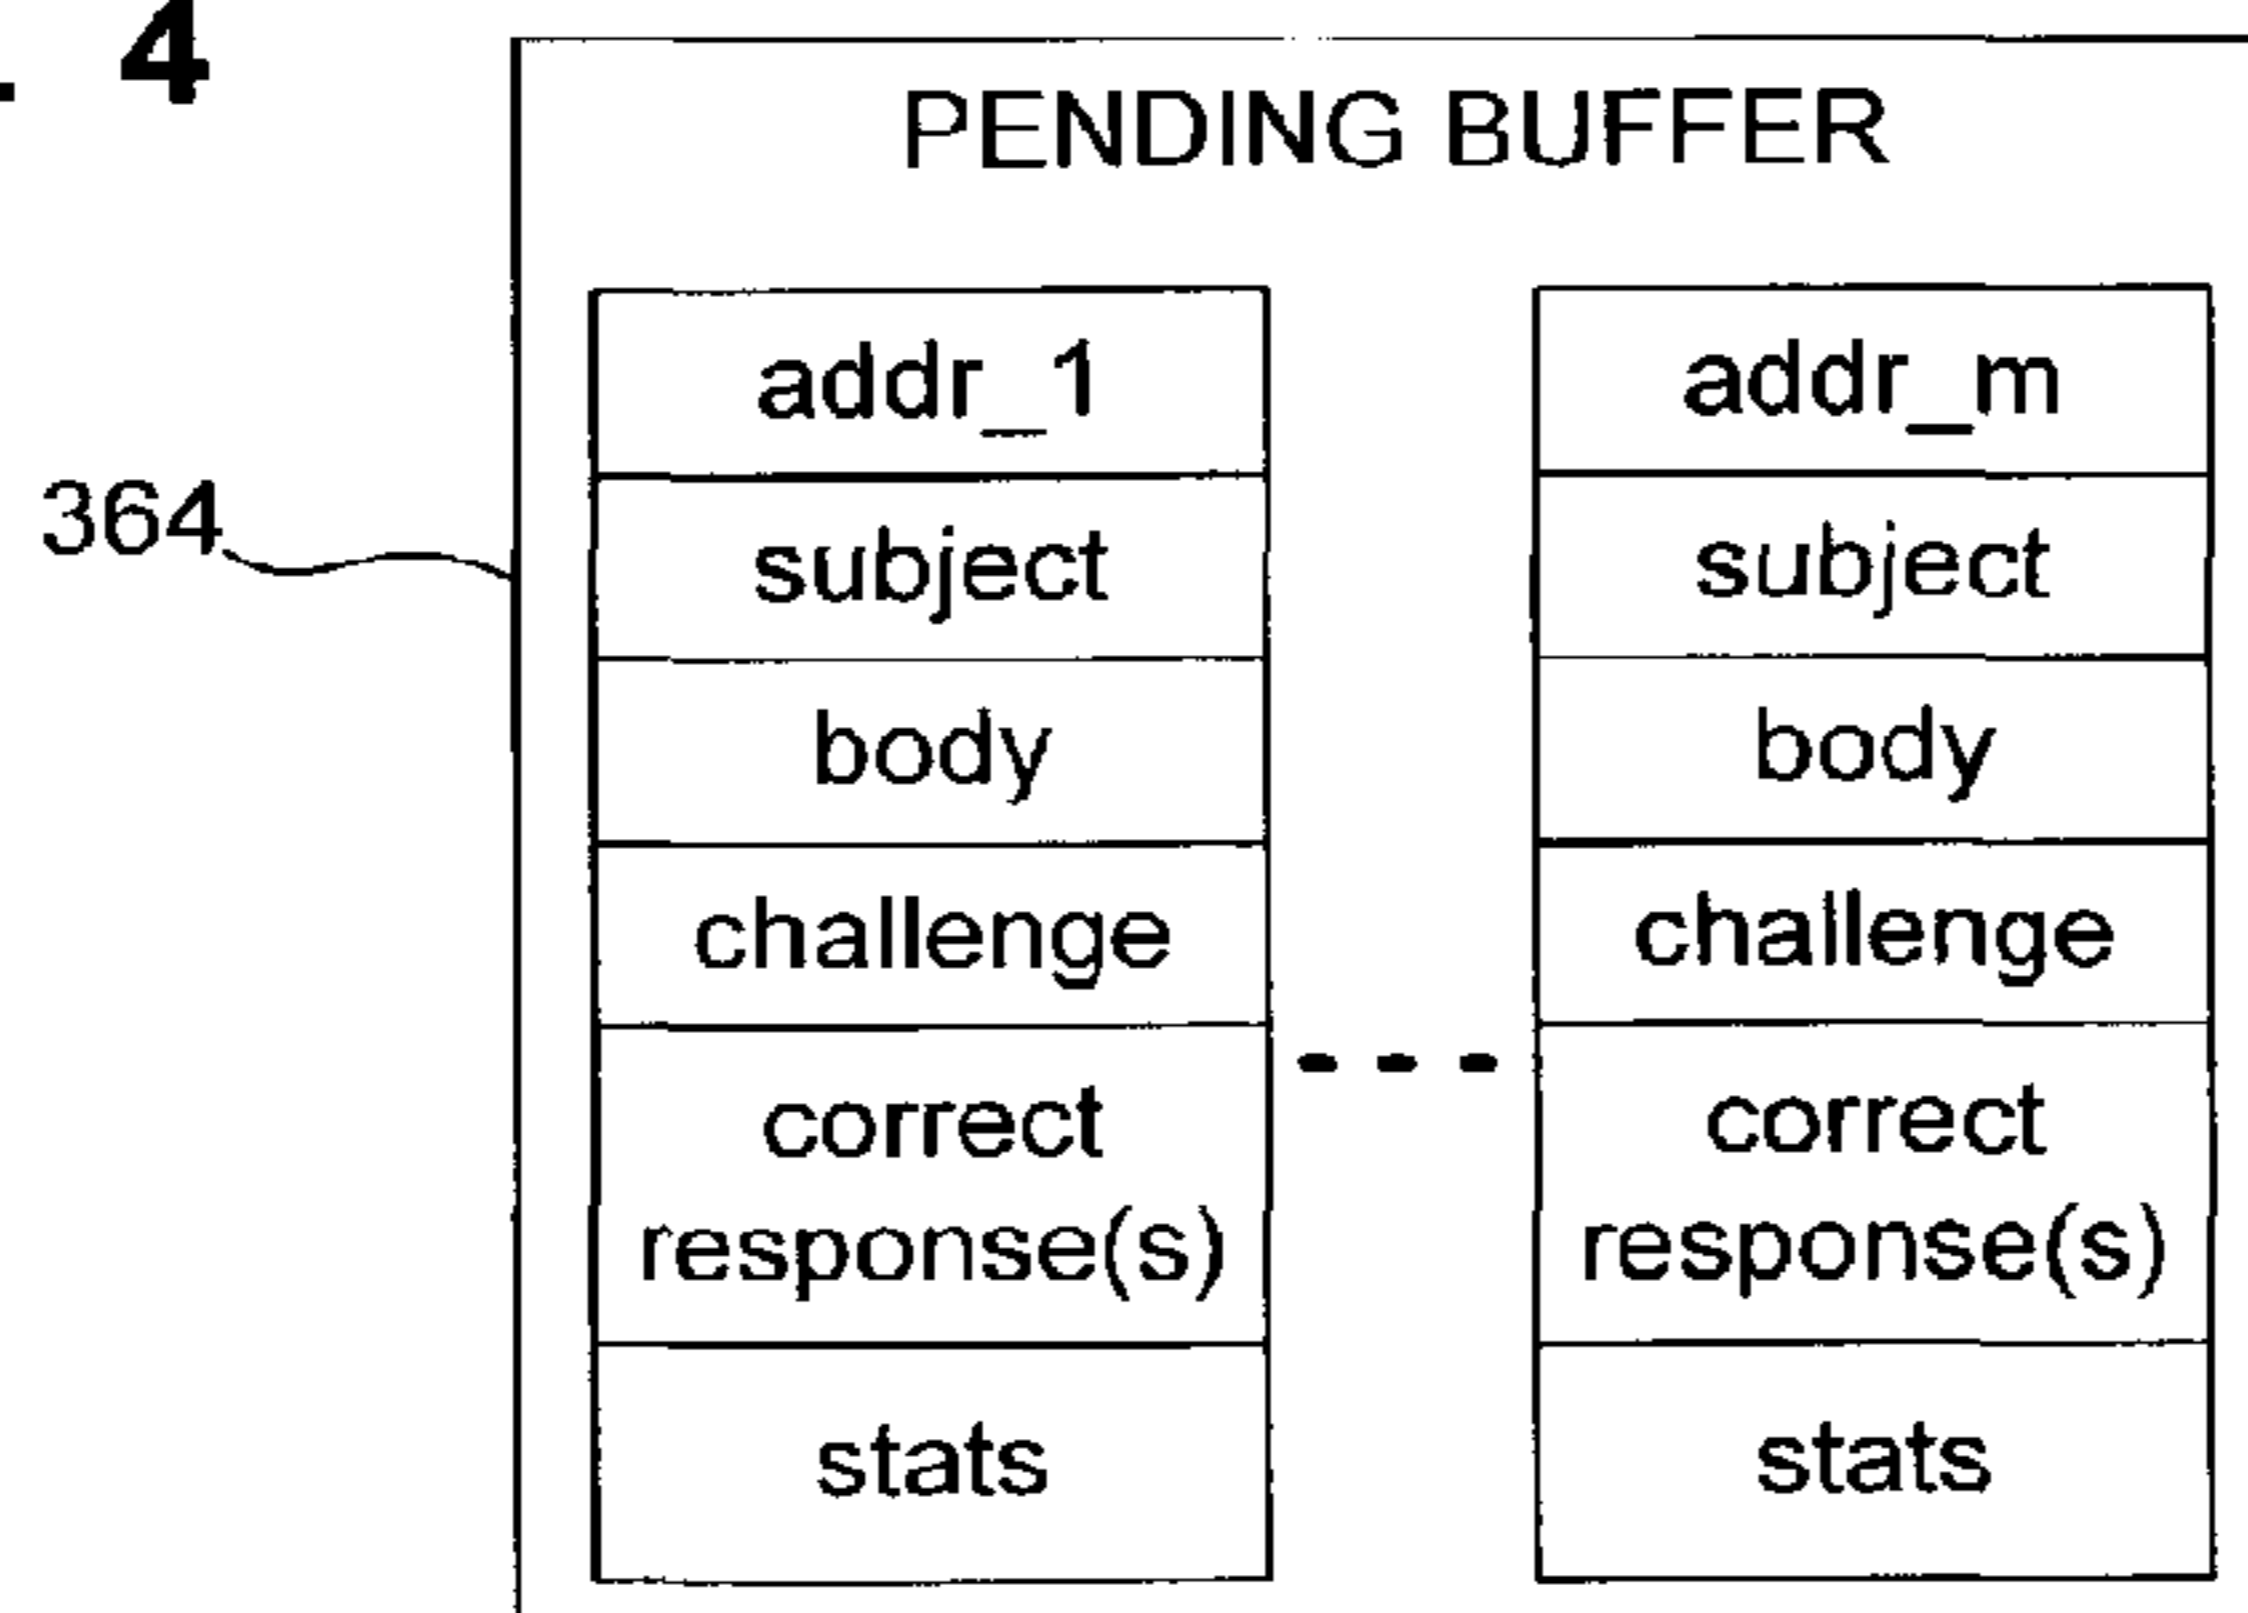 . 4
PENDING BUFFER
364
addr_1
subject
body
challenge
correct
response(s)
stats
addr_m
subject
body
challenge
correct
response(s)
stats